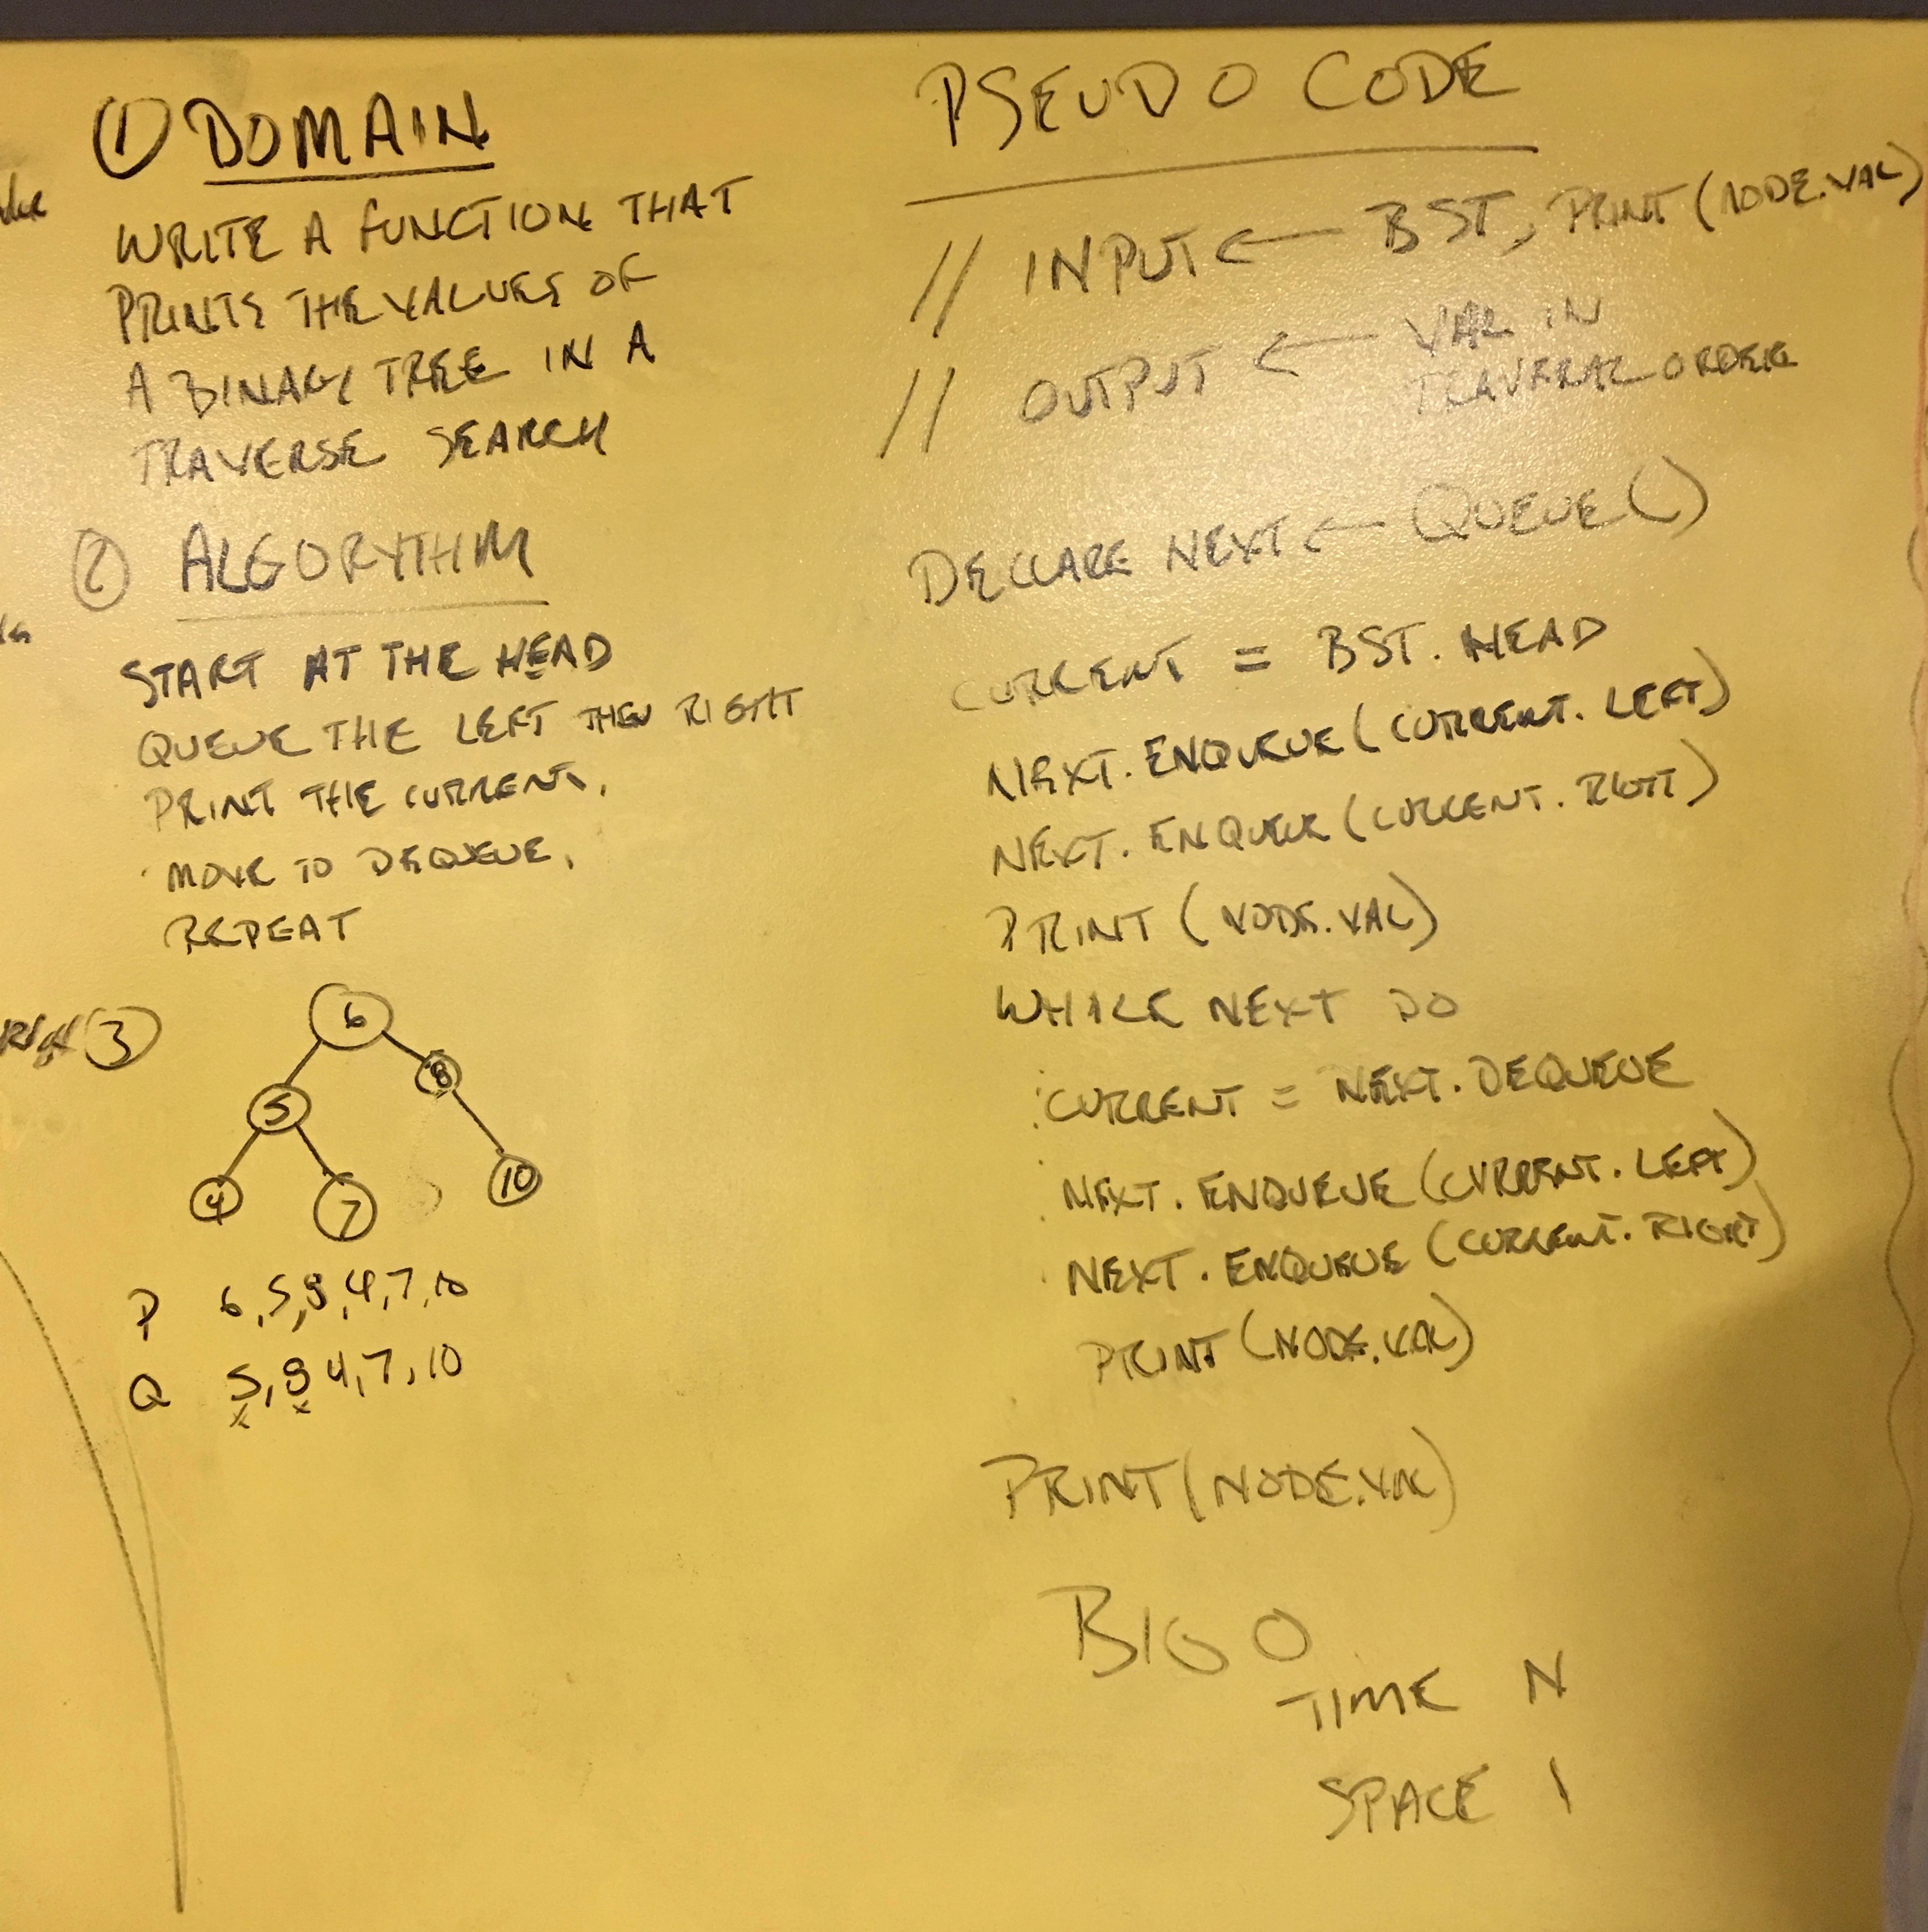 ① DOMAIN
WRITE A FUNCTION THAT
PRINTS THE VALUES OF
A BINARY TREE IN A
TRAVERSE SEARCH
② ALGORYTHIM
START AT THE HEAD
QUEUE THE LEFT THEN RIGHT
PRINT THE CURRENT,
MOVE TO DEQUEUE,
REPEAT
③
6
8
5
4
7
10
P 6,5,8,4,7,10
Q 5,8 4,7,10
x x
PSEUDO CODE
// INPUT ← BST, PRINT(NODE.VAL)
// OUTPUT ← VAL IN
TRAVERAL ORDER
DECLARE NEXT ← QUEUE()
CURRENT = BST.HEAD
NEXT.ENQUEUE(CURRENT.LEFT)
NEXT.ENQUEUE(CURRENT.RIGHT)
PRINT(NODE.VAL)
WHILE NEXT DO
CURRENT = NEXT.DEQUEUE
NEXT.ENQUEUE(CURRENT.LEFT)
NEXT.ENQUEUE(CURRENT.RIGHT)
PRINT(NODE.VAL)
PRINT(NODE.VAL)
BIG O
TIME N
SPACE 1